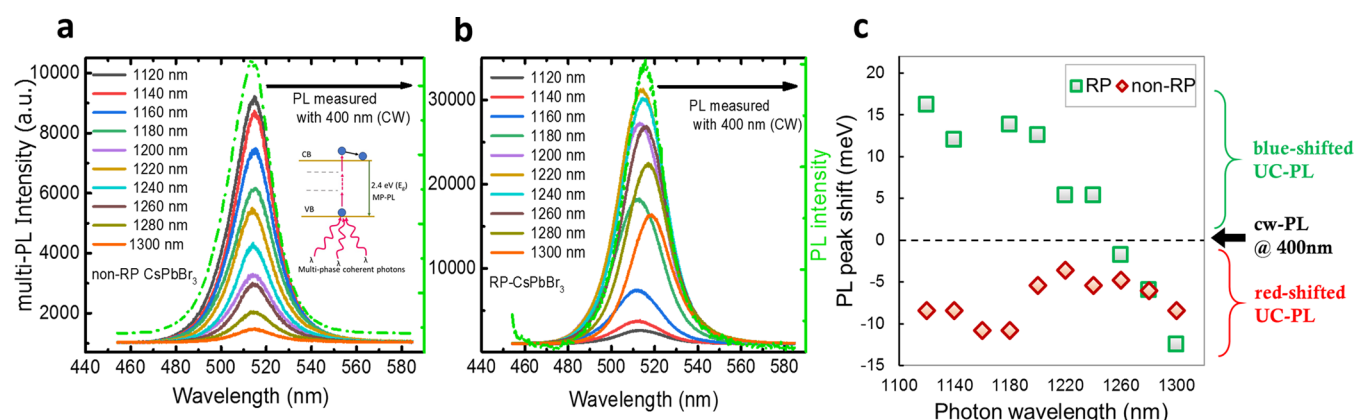 a
multi-PL Intensity (a.u.)
10000
8000
6000
4000
2000
1120 nm
1140 nm
1160 nm
1180 nm
1200 nm
1220 nm
1240 nm
1260 nm
1280 nm
1300 nm
PL measured
with 400 nm (CW)
CB
2.4 eV (Eg)
MP-PL
VB
λ λ λ
Multi-phase coherent photons
non-RP CsPbBr3
440 460 480 500 520 540 560 580
Wavelength (nm)
b
30000
20000
10000
1120 nm
1140 nm
1160 nm
1180 nm
1200 nm
1220 nm
1240 nm
1260 nm
1280 nm
1300 nm
PL measured
with 400 nm (CW)
RP-CsPbBr3
PL intensity
440 460 480 500 520 540 560 580
Wavelength (nm)
c
PL peak shift (meV)
20
15
10
5
0
-5
-10
-15
RP non-RP
1100 1140 1180 1220 1260 1300
Photon wavelength (nm)
blue-shifted
UC-PL
cw-PL
@ 400nm
red-shifted
UC-PL